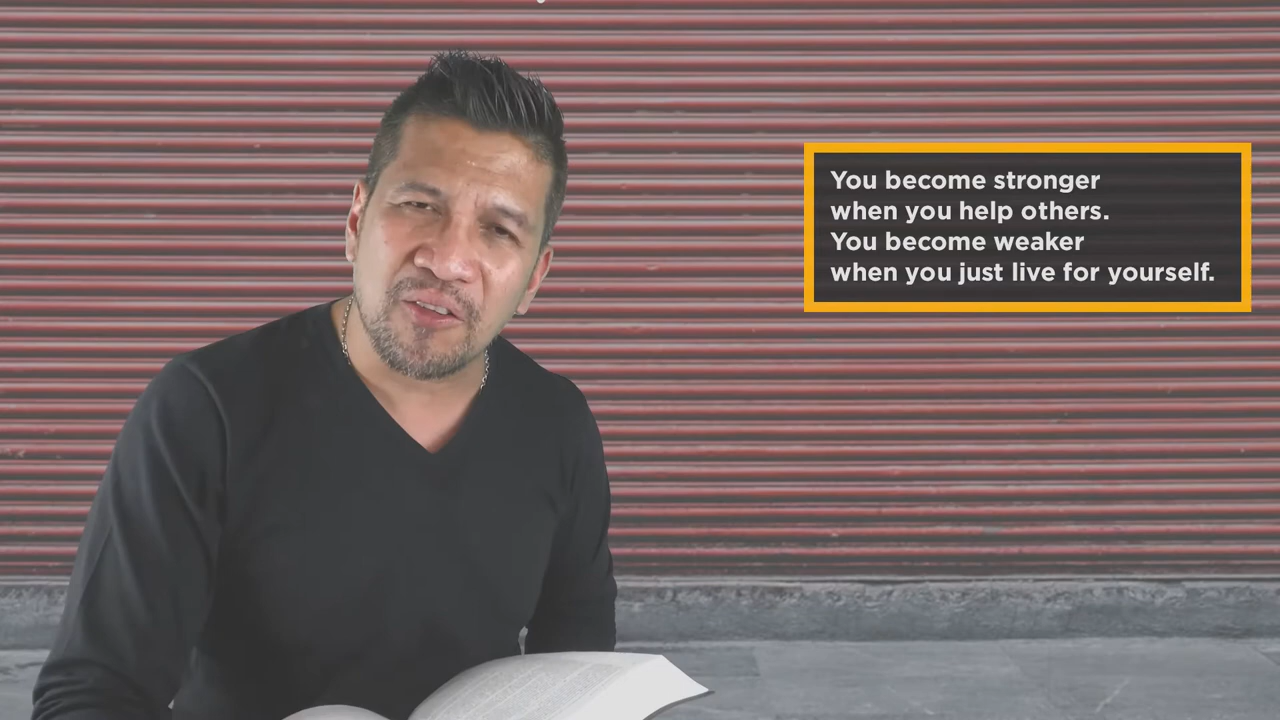 You become stronger
when you help others.
You become weaker
when you just live for yourself.